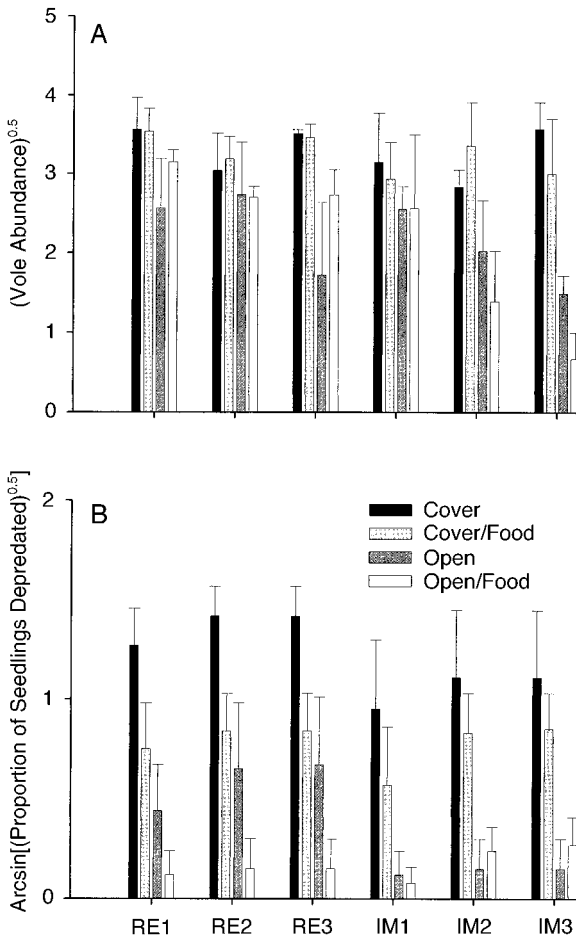 A
(Vole Abundance)0.5
5
4
3
2
1
0
B
Arcsin[(Proportion of Seedlings Depredated)0.5]
2
1
0
Cover
Cover/Food
Open
Open/Food
RE1 RE2 RE3 IM1 IM2 IM3